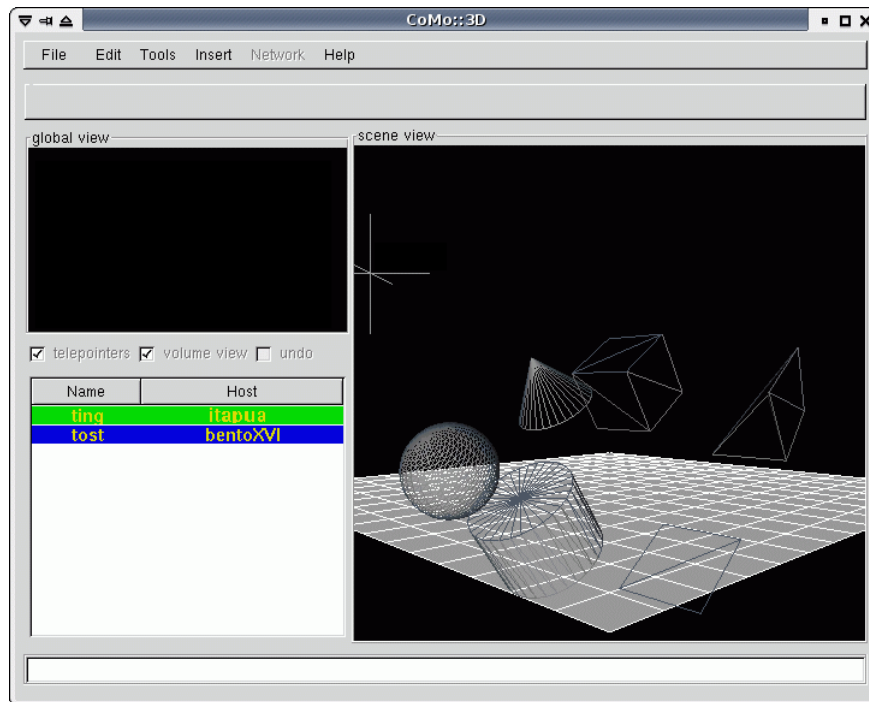 CoMo::3D
File Edit Tools Insert Network Help
global view
scene view
telepointers volume view undo
Name Host
ting itapua
tost bentoXVI